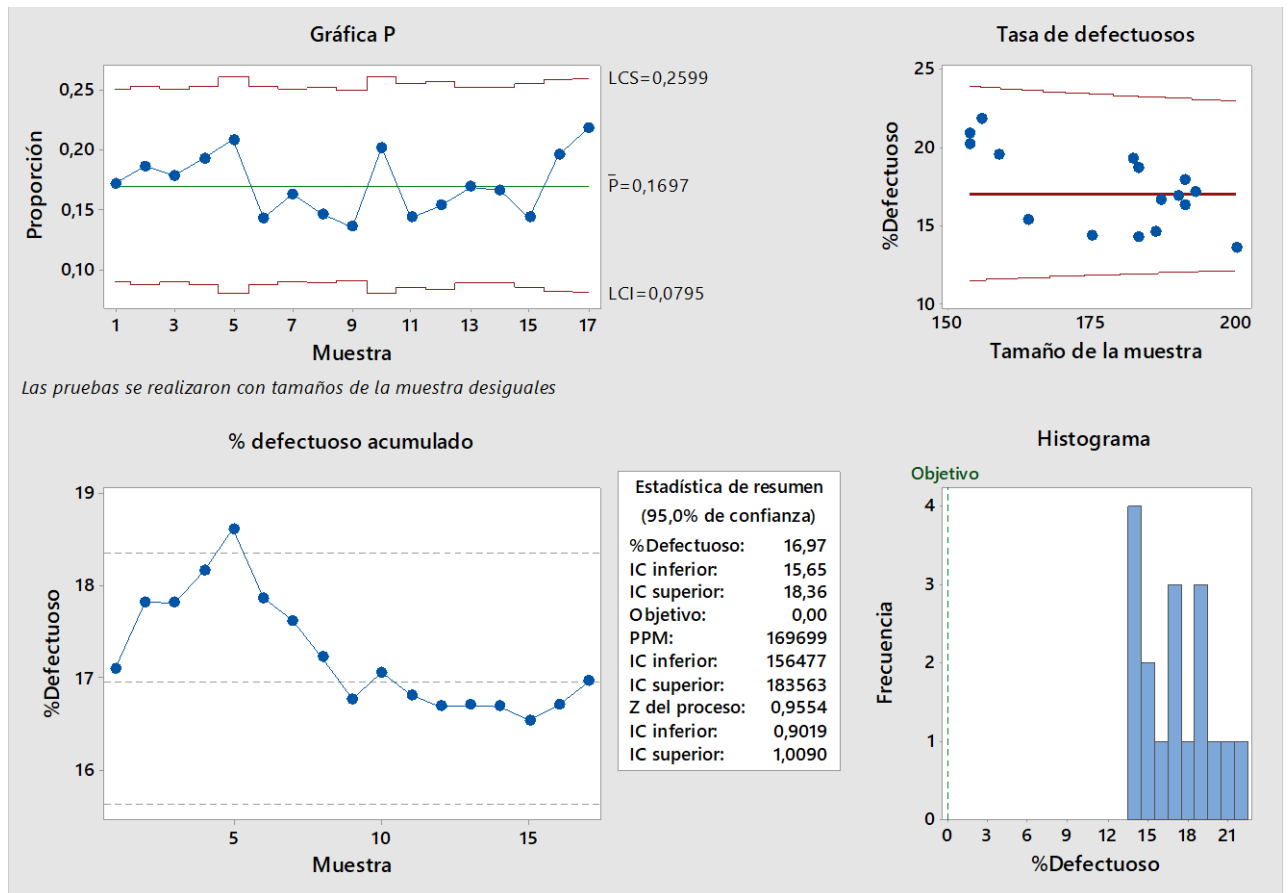 Gráfica P
Proporción
0,25
0,20
0,15
0,10
LCS=0,2599
P̅=0,1697
LCI=0,0795
1 3 5 7 9 11 13 15 17
Muestra
Las pruebas se realizaron con tamaños de la muestra desiguales
Tasa de defectuosos
%Defectuoso
25
20
15
10
150 175 200
Tamaño de la muestra
% defectuoso acumulado
%Defectuoso
19
18
17
16
5 10 15
Muestra
Estadística de resumen
(95,0% de confianza)
%Defectuoso: 16,97
IC inferior: 15,65
IC superior: 18,36
Objetivo: 0,00
PPM: 169699
IC inferior: 156477
IC superior: 183563
Z del proceso: 0,9554
IC inferior: 0,9019
IC superior: 1,0090
Histograma
Objetivo
Frecuencia
4
3
2
1
0
0 3 6 9 12 15 18 21
%Defectuoso